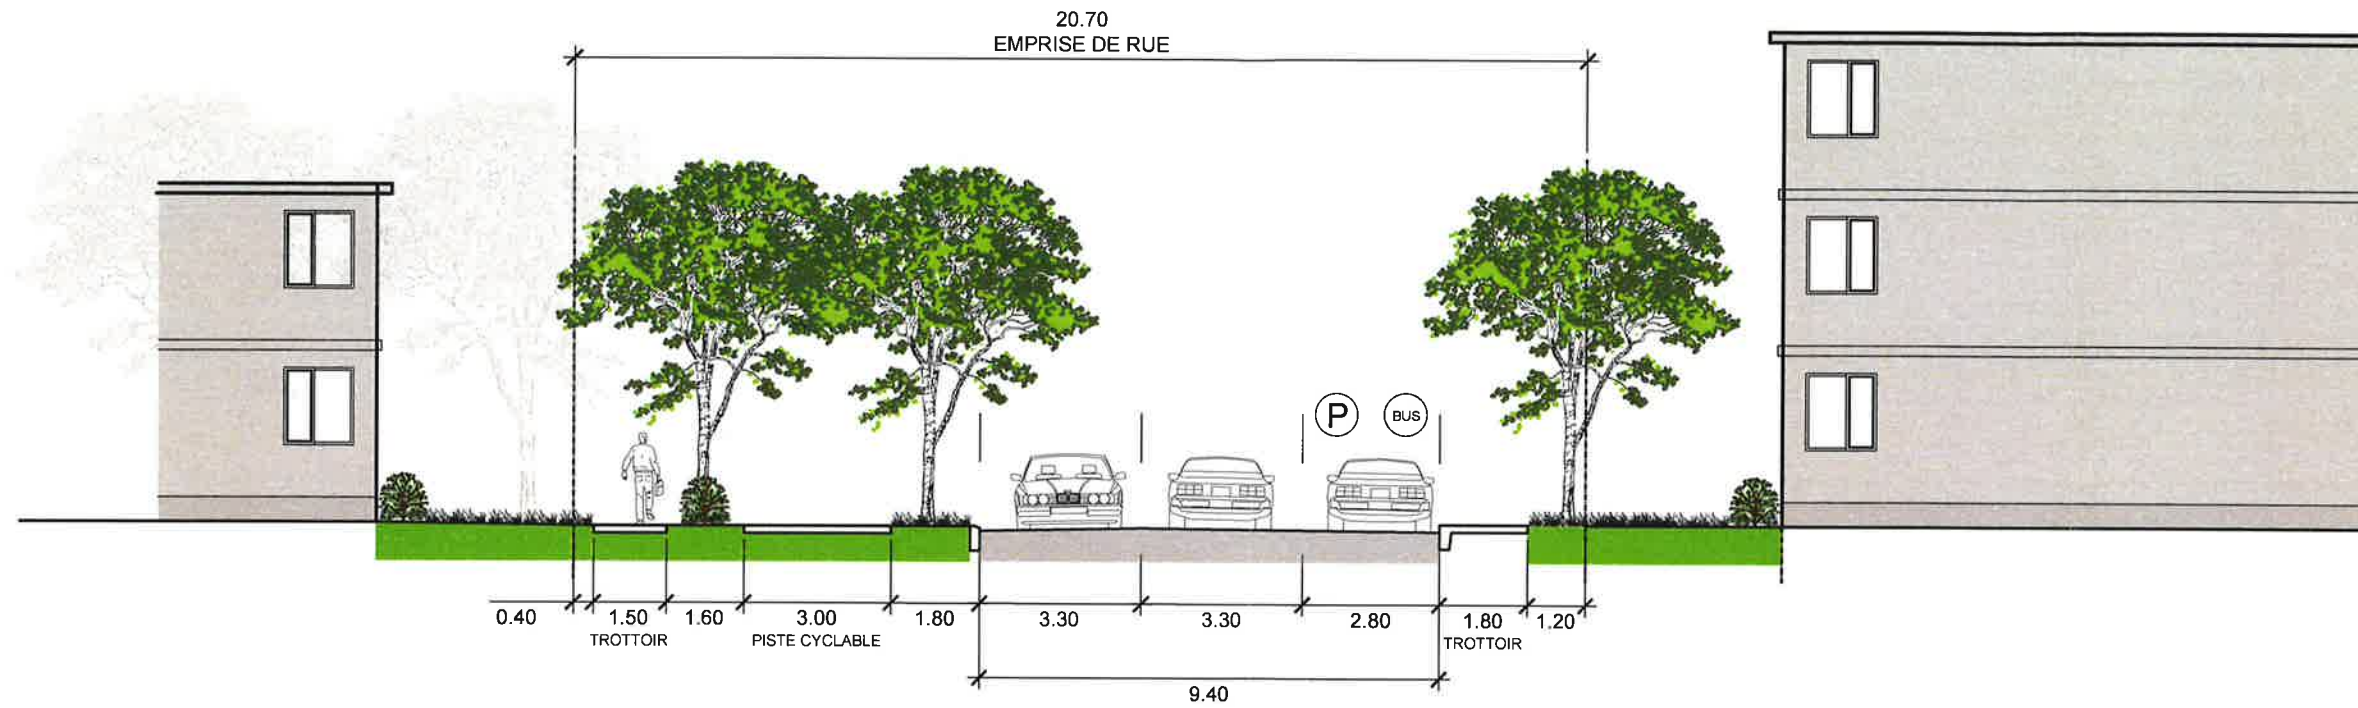 20.70
EMPRISE DE RUE
P
BUS
0.40
1.50
TROTTOIR
1.60
3.00
PISTE CYCLABLE
1.80
3.30
3.30
2.80
1.80
TROTTOIR
1.20
9.40